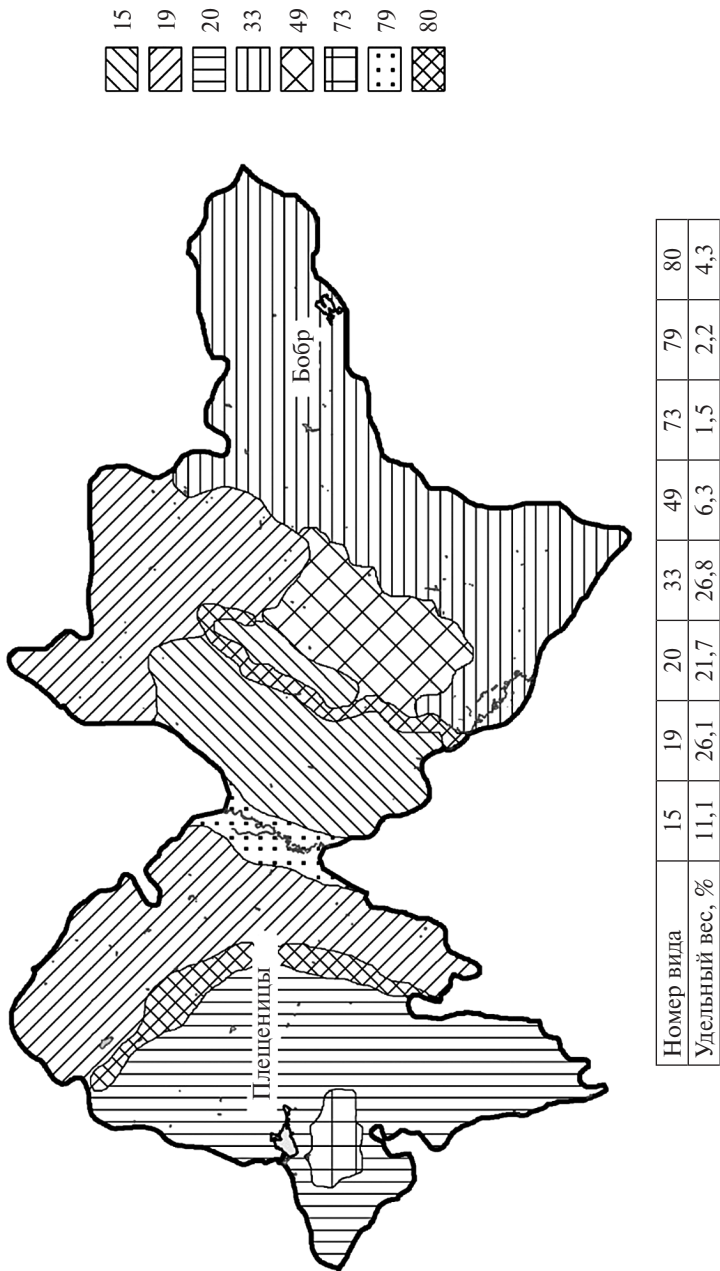 15
19
20
33
49
73
79
80
Плещеницы
Бобр
Номер вида 15 19 20 33 49 73 79 80
Удельный вес, % 11,1 26,1 21,7 26,8 6,3 1,5 2,2 4,3